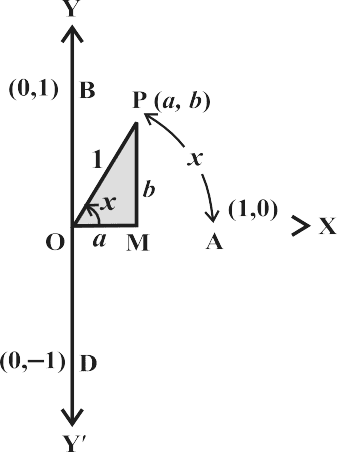 Y
(0,1) B
P (a, b)
1
x
x
b
(1,0)
O a M A X
(0,−1) D
Y′